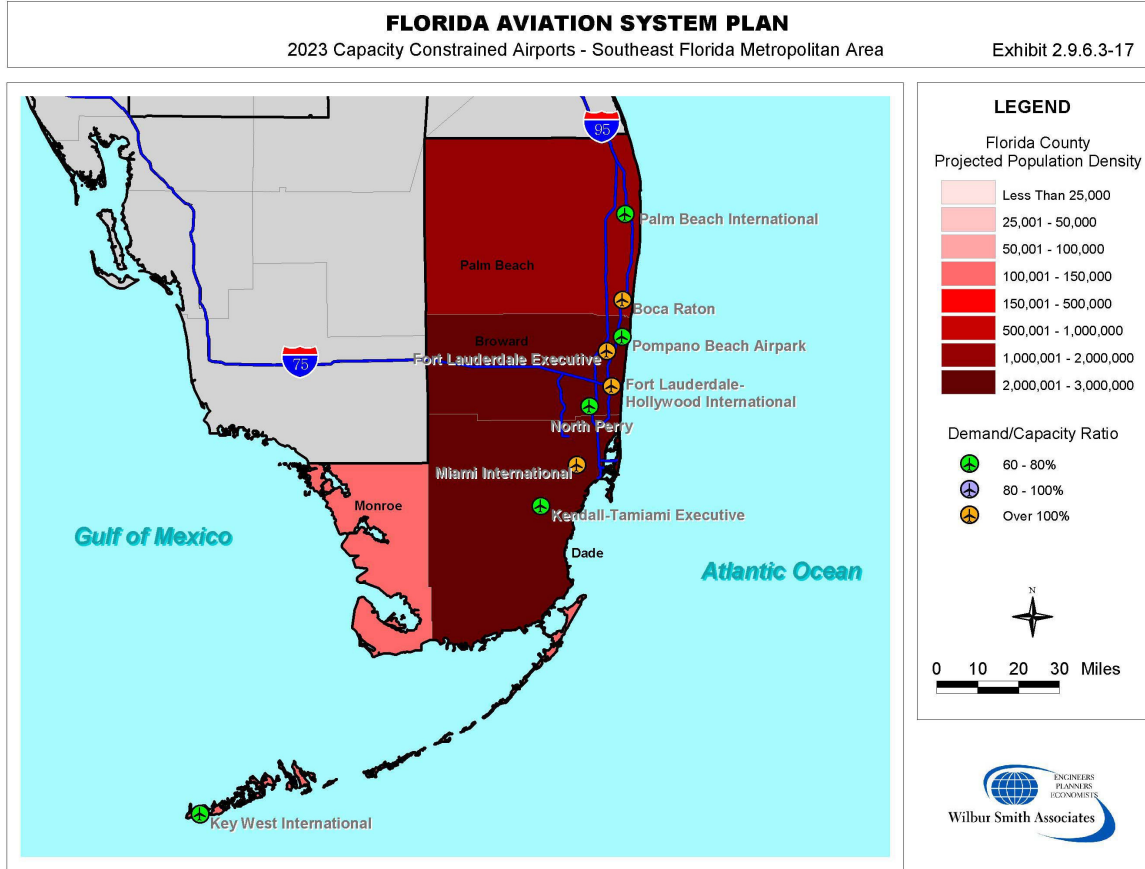 FLORIDA AVIATION SYSTEM PLAN
2023 Capacity Constrained Airports - Southeast Florida Metropolitan Area
Exhibit 2.9.6.3-17
95
Palm Beach International
Palm Beach
Boca Raton
Broward
Pompano Beach Airpark
Fort Lauderdale Executive
75
Fort Lauderdale-
Hollywood International
North Perry
Miami International
Monroe
Kendall-Tamiami Executive
Gulf of Mexico
Dade
Atlantic Ocean
Key West International
LEGEND
Florida County
Projected Population Density
Less Than 25,000
25,001 - 50,000
50,001 - 100,000
100,001 - 150,000
150,001 - 500,000
500,001 - 1,000,000
1,000,001 - 2,000,000
2,000,001 - 3,000,000
Demand/Capacity Ratio
60 - 80%
80 - 100%
Over 100%
N
0 10 20 30 Miles
ENGINEERS
PLANNERS
ECONOMISTS
Wilbur Smith Associates